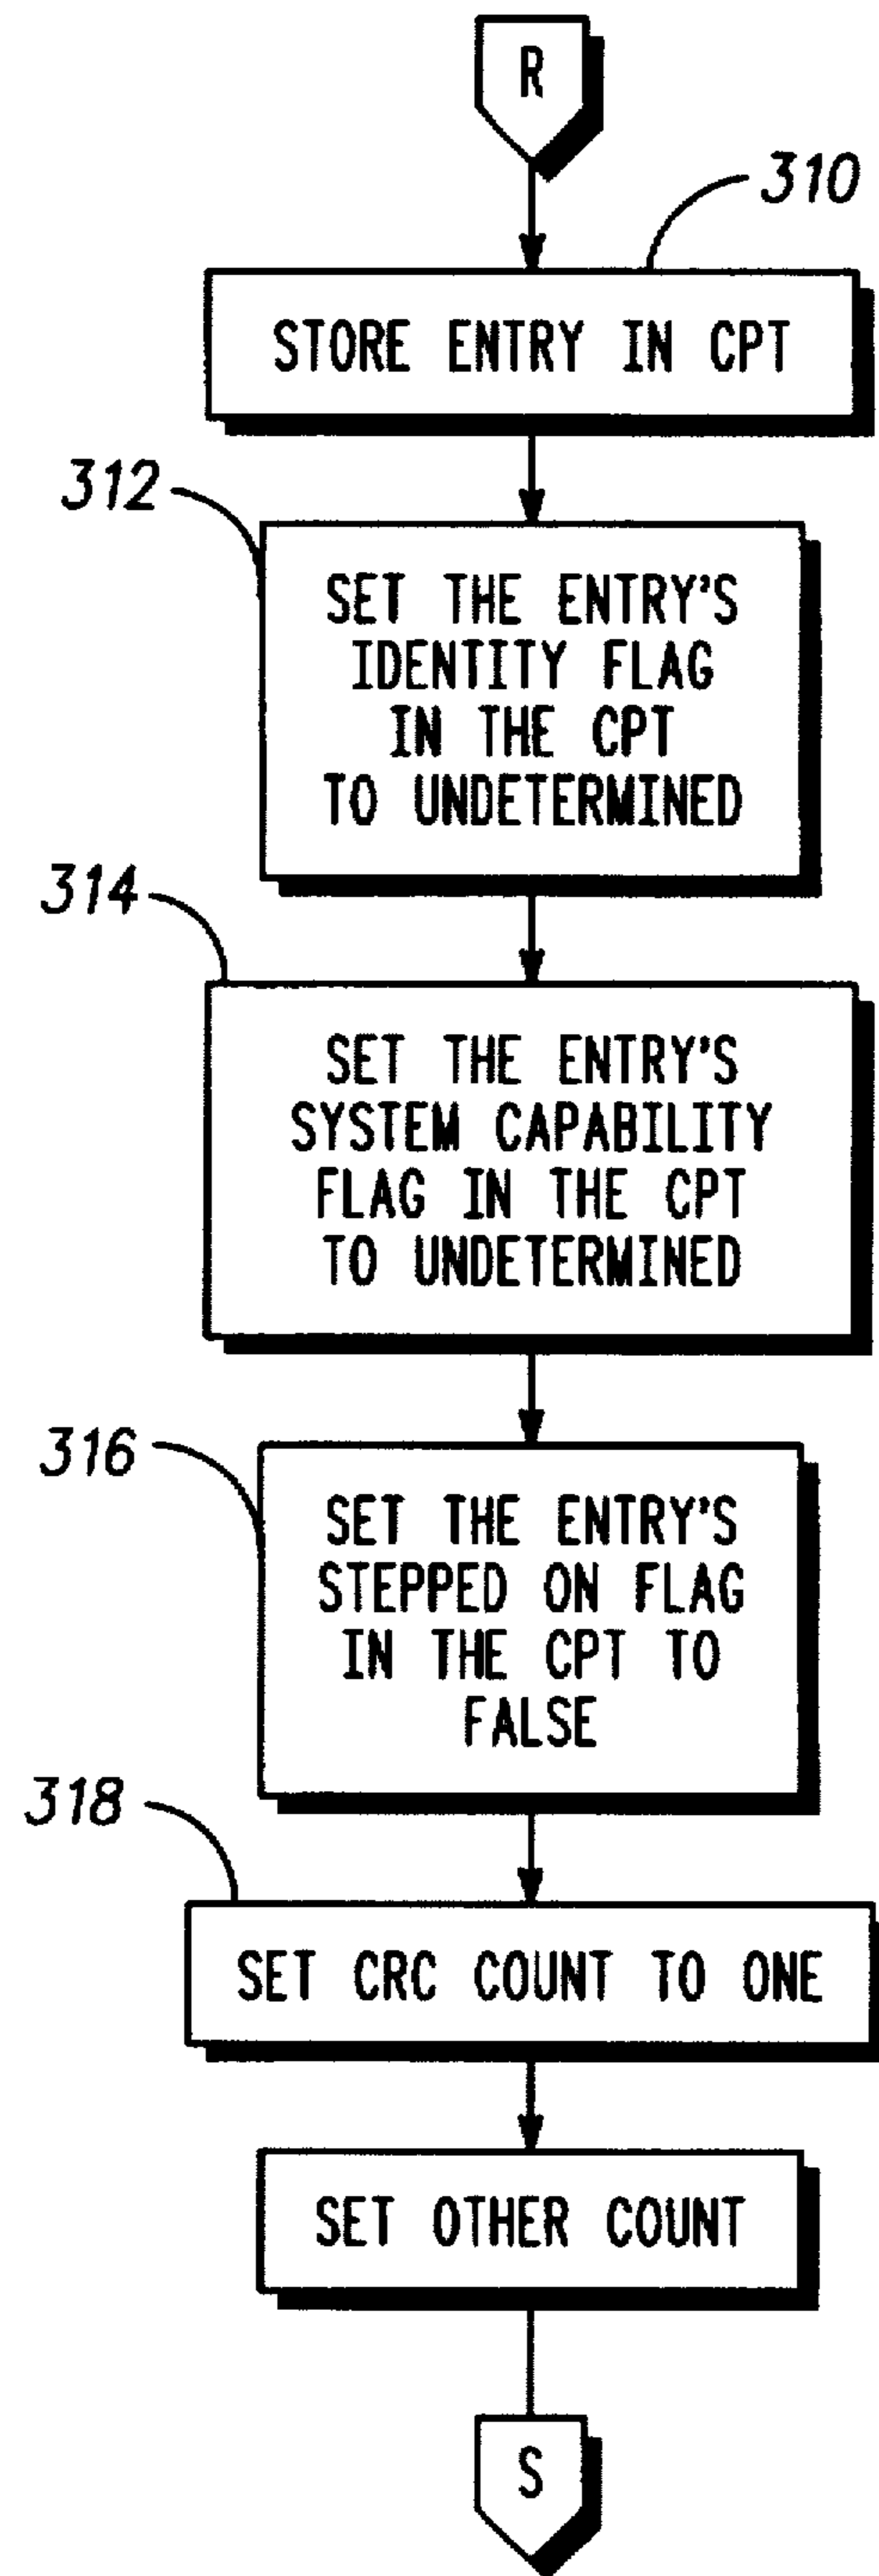 R
310
STORE ENTRY IN CPT
312
SET THE ENTRY'S
IDENTITY FLAG
IN THE CPT
TO UNDETERMINED
314
SET THE ENTRY'S
SYSTEM CAPABILITY
FLAG IN THE CPT
TO UNDETERMINED
316
SET THE ENTRY'S
STEPPED ON FLAG
IN THE CPT TO
FALSE
318
SET CRC COUNT TO ONE
SET OTHER COUNT
S